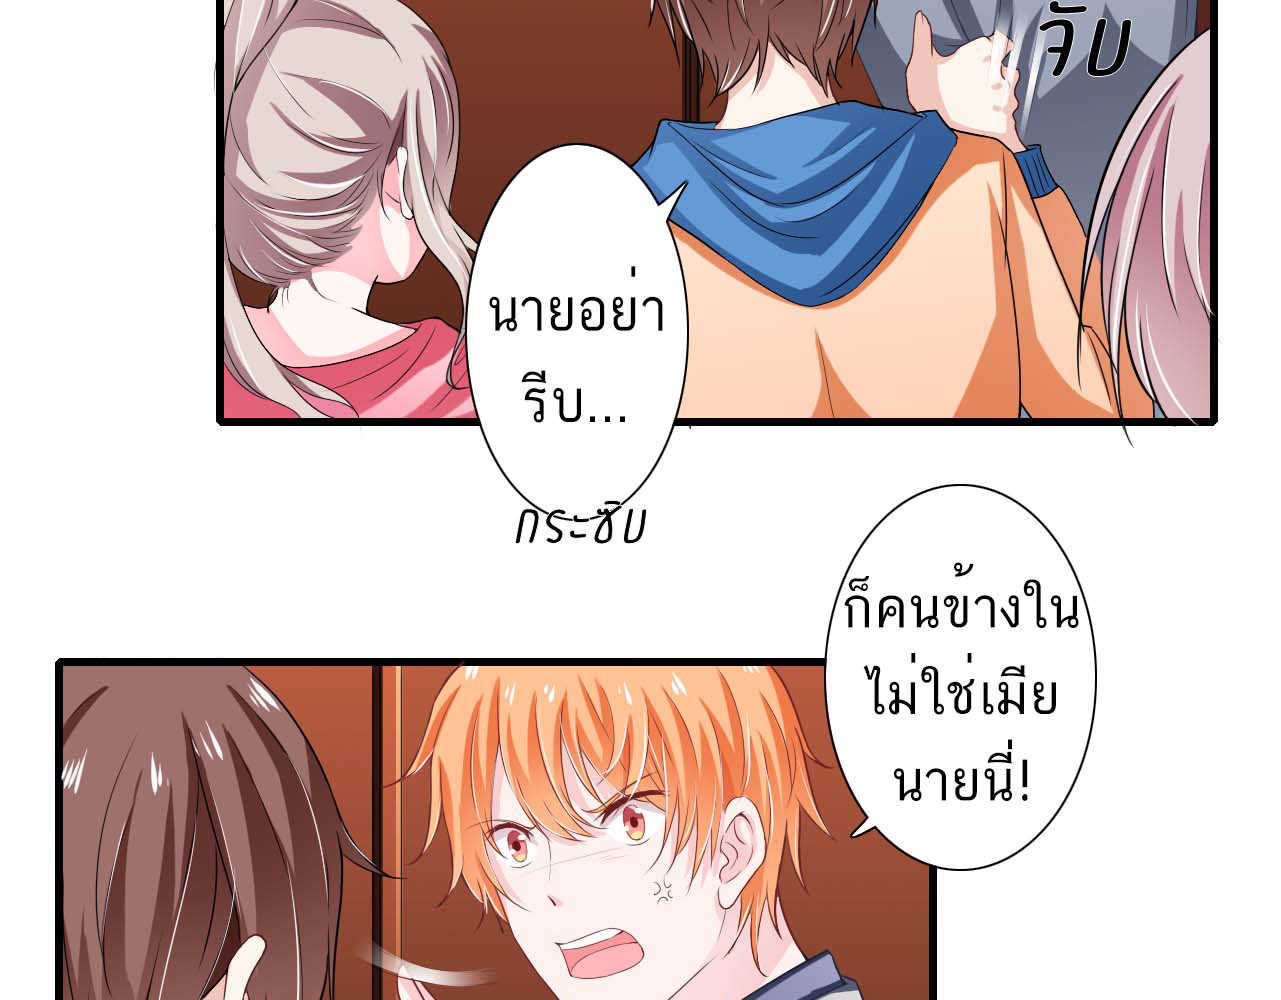 จับ
นายอย่า
รีบ...
กระซิบ
ก็คนข้างใน
ไม่ใช่เมีย
นายนี่!